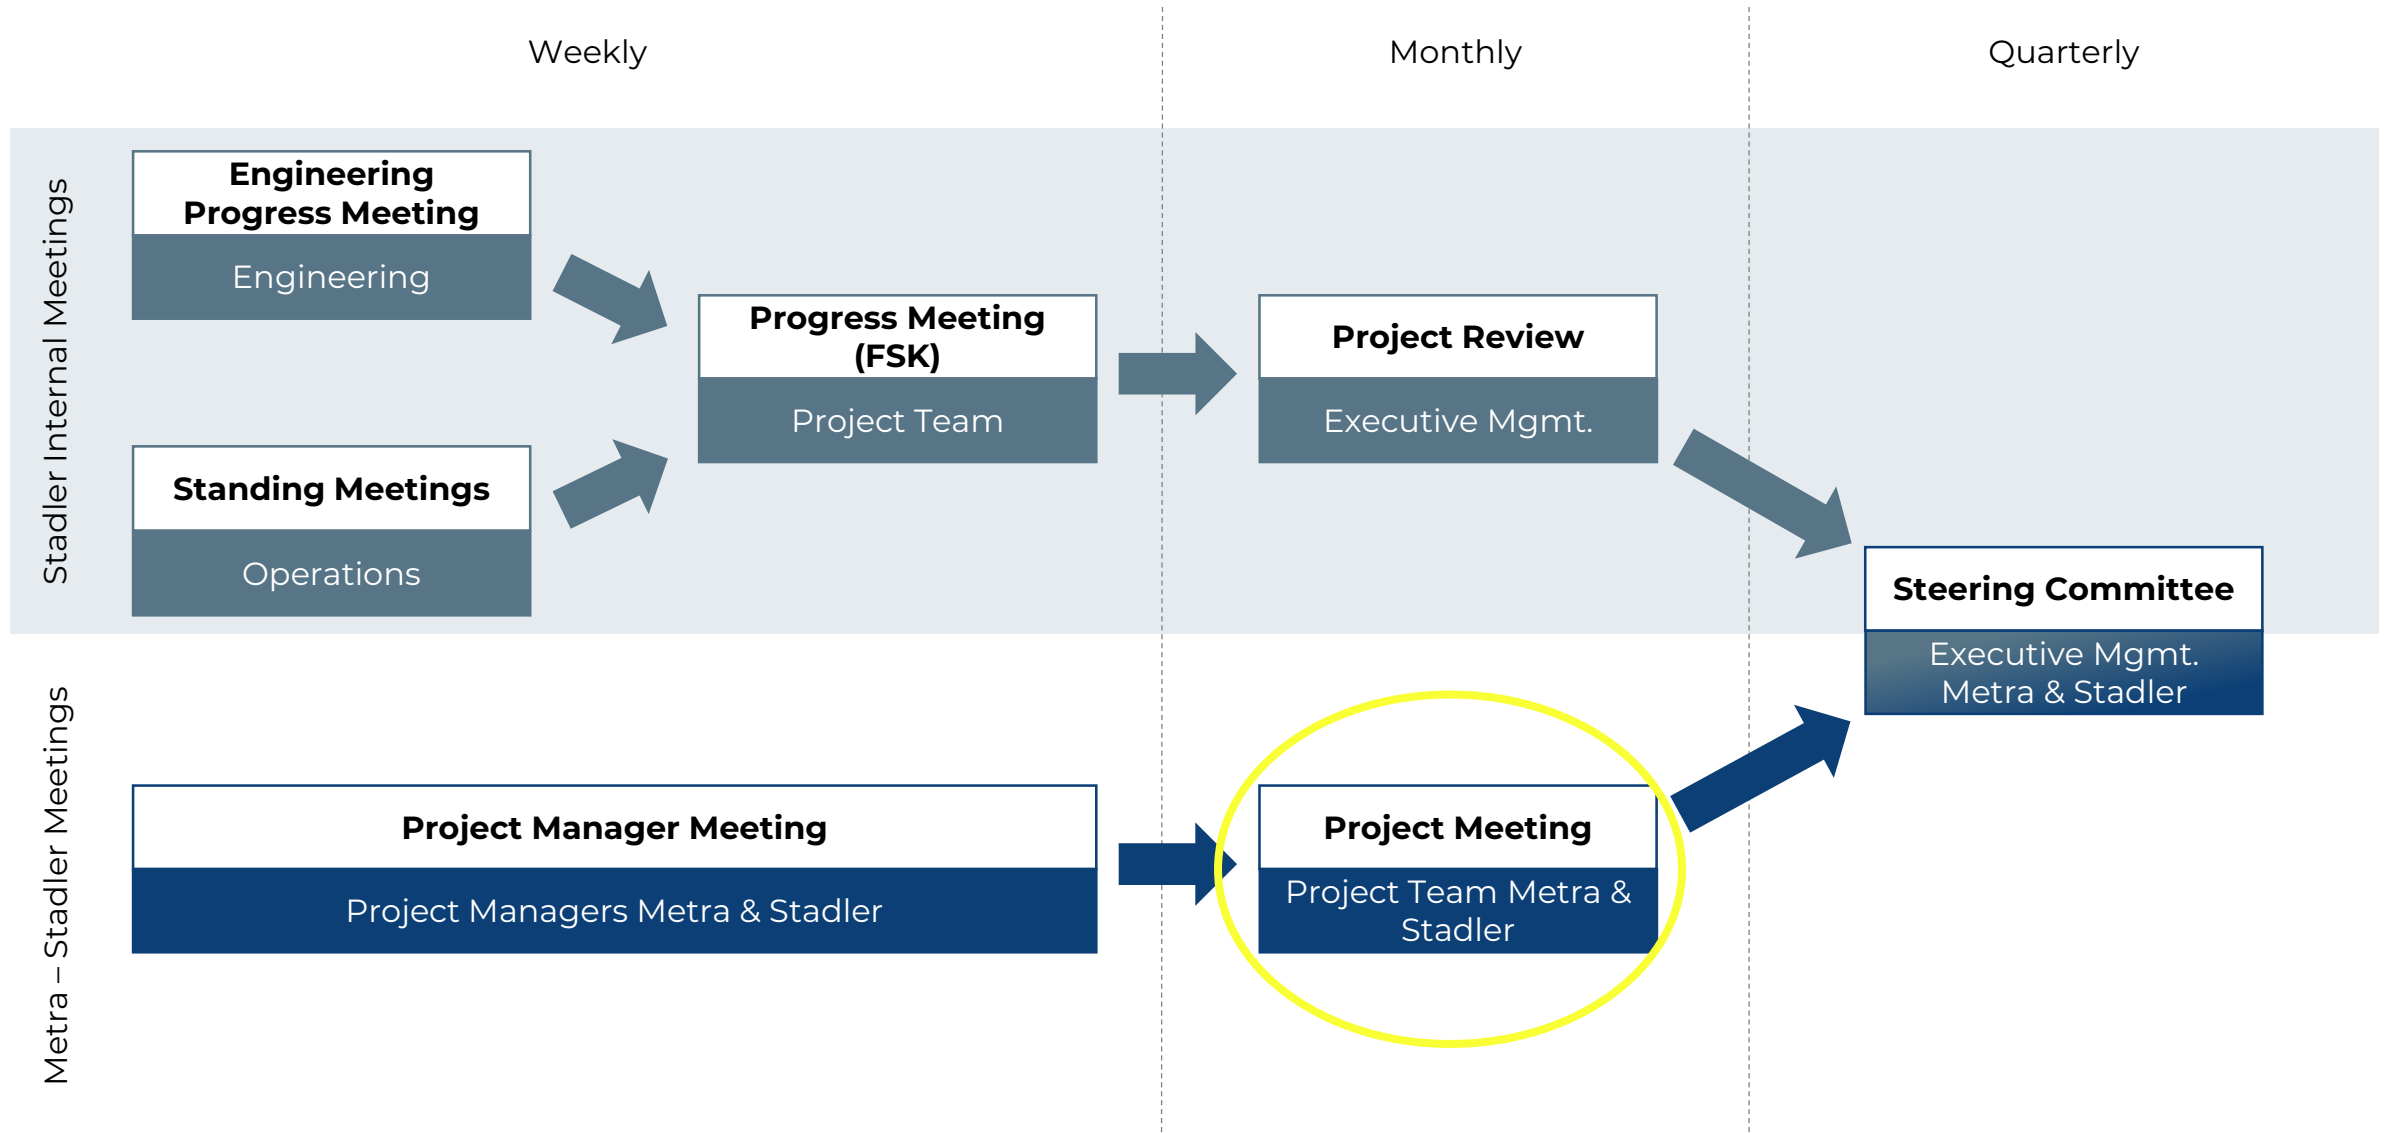 Weekly
Monthly
Quarterly
Stadler Internal Meetings
Engineering
Progress Meeting
Engineering
Standing Meetings
Operations
Progress Meeting
(FSK)
Project Team
Project Review
Executive Mgmt.
Steering Committee
Executive Mgmt.
Metra & Stadler
Metra – Stadler Meetings
Project Manager Meeting
Project Managers Metra & Stadler
Project Meeting
Project Team Metra &
Stadler